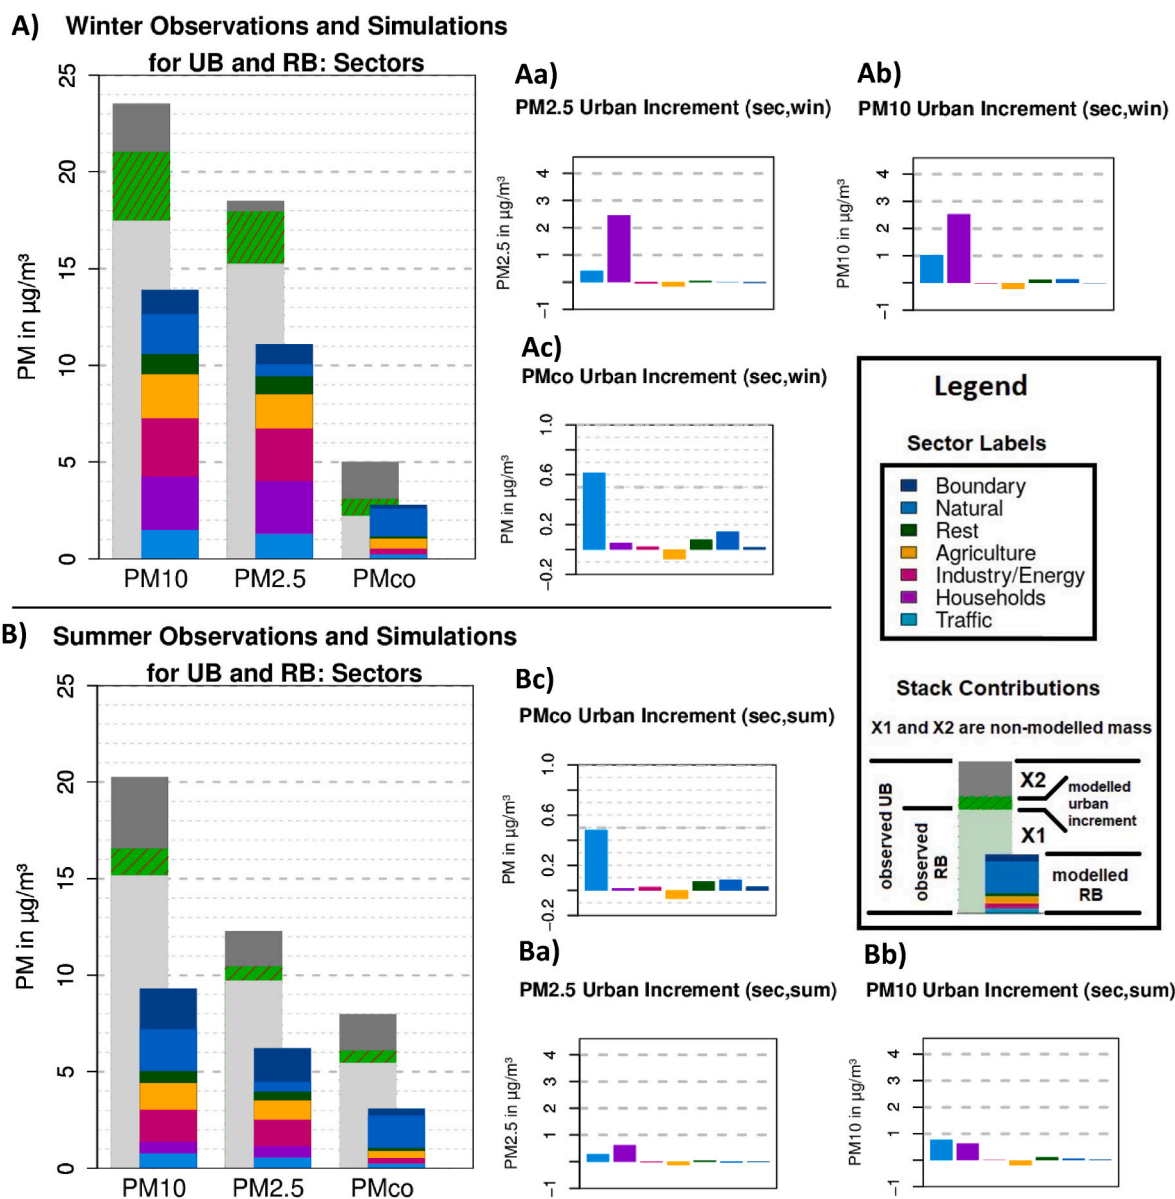 A) Winter Observations and Simulations
for UB and RB: Sectors
PM in µg/m³
25
20
15
10
5
0
PM10 PM2.5 PMco
Aa)
PM2.5 Urban Increment (sec,win)
PM2.5 in µg/m³
4
3
2
1
−1
Ab)
PM10 Urban Increment (sec,win)
PM10 in µg/m³
4
3
2
1
−1
Ac)
PMco Urban Increment (sec,win)
PM in µg/m³
1.0
0.6
0.2
−0.2
Legend
Sector Labels
Boundary
Natural
Rest
Agriculture
Industry/Energy
Households
Traffic
Stack Contributions
X1 and X2 are non-modelled mass
observed UB
observed
RB
X2
modelled
urban
increment
X1
modelled
RB
B) Summer Observations and Simulations
for UB and RB: Sectors
PM in µg/m³
25
20
15
10
5
0
PM10 PM2.5 PMco
Bc)
PMco Urban Increment (sec,sum)
PM in µg/m³
1.0
0.6
0.2
−0.2
Ba)
PM2.5 Urban Increment (sec,sum)
PM2.5 in µg/m³
4
3
2
1
−1
Bb)
PM10 Urban Increment (sec,sum)
PM10 in µg/m³
4
3
2
1
−1